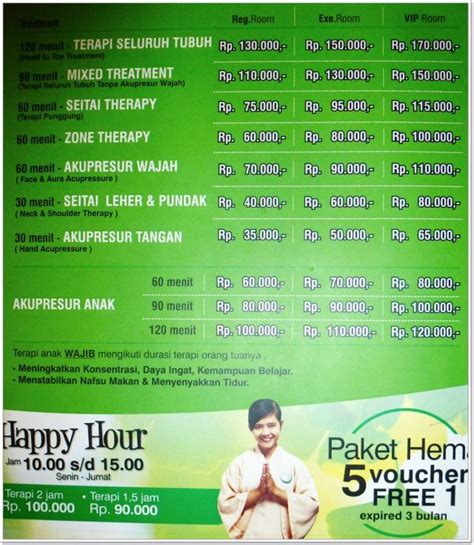 Treatment Reg.Room Exe.Room VIP Room
120 menit - TERAPI SELURUH TUBUH Rp. 130.000,- Rp. 150.000,- Rp. 170.000,-
(Head to Toe Treatment)
90 menit - MIXED TREATMENT Rp. 110.000,- Rp. 130.000,- Rp. 150.000,-
(Terapi Seluruh Tubuh Tanpa Akupresur Wajah)
60 menit - SEITAI THERAPY Rp. 75.000,- Rp. 95.000,- Rp. 115.000,-
(Terapi Punggung)
60 menit - ZONE THERAPY Rp. 60.000,- Rp. 80.000,- Rp. 100.000,-
60 menit - AKUPRESUR WAJAH Rp. 70.000,- Rp. 90.000,- Rp. 110.000,-
( Face & Aura Acupressure )
30 menit - SEITAI LEHER & PUNDAK Rp. 40.000,- Rp. 60.000,- Rp. 80.000,-
( Neck & Shoulder Therapy )
30 menit - AKUPRESUR TANGAN Rp. 35.000,- Rp. 50.000,- Rp. 65.000,-
( Hand Acupressure )
AKUPRESUR ANAK
60 menit Rp. 60.000,- Rp. 70.000,- Rp. 80.000,-
90 menit Rp. 80.000,- Rp. 90.000,- Rp. 100.000,-
120 menit Rp. 100.000,- Rp. 110.000,- Rp. 120.000,-
Terapi anak WAJIB mengikuti durasi terapi orang tuanya .
- Meningkatkan Konsentrasi, Daya Ingat, Kemampuan Belajar.
- Menstabilkan Nafsu Makan & Menyenyakkan Tidur.
Happy Hour
Jam 10.00 s/d 15.00
Senin - Jumat
Terapi 2 jam • Terapi 1,5 jam
Rp 100.000 Rp 90.000
Paket Hema
5 voucher
FREE 1
expired 3 bulan